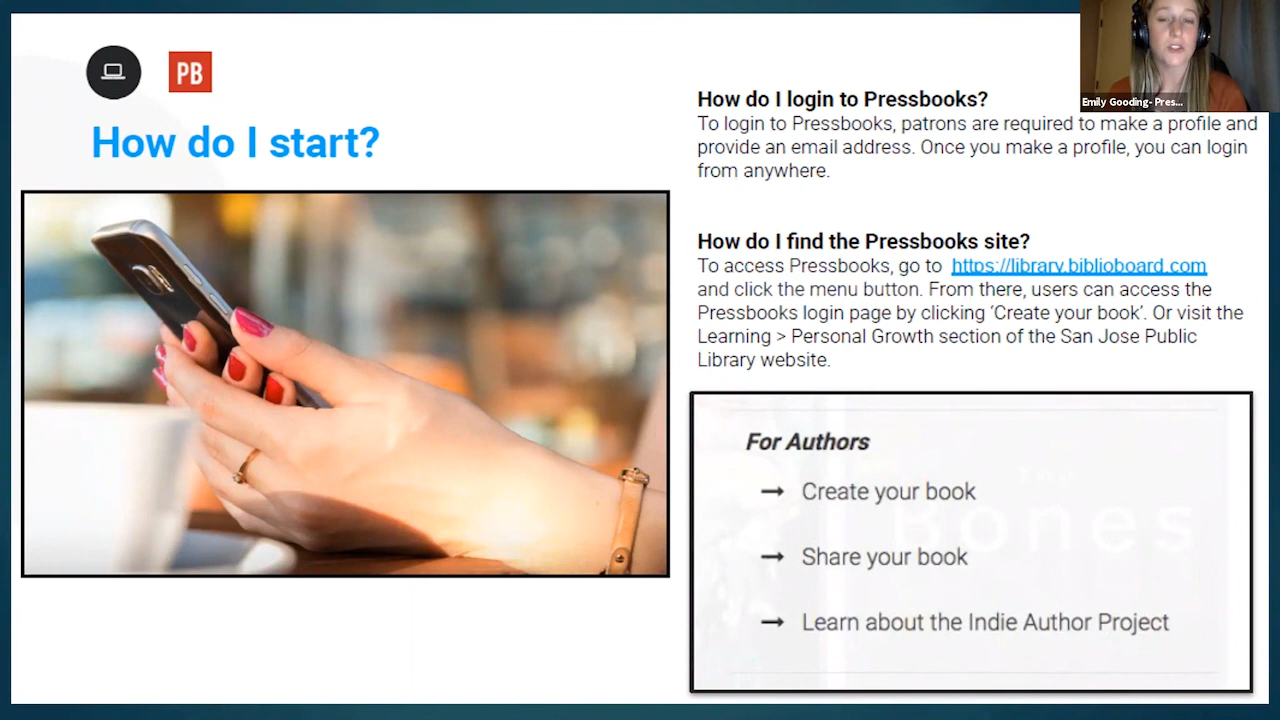 PB
How do I start?
How do I login to Pressbooks?
To login to Pressbooks, patrons are required to make a profile and
provide an email address. Once you make a profile, you can login
from anywhere.
How do I find the Pressbooks site?
To access Pressbooks, go to https://library.biblioboard.com
and click the menu button. From there, users can access the
Pressbooks login page by clicking ‘Create your book’. Or visit the
Learning > Personal Growth section of the San Jose Public
Library website.
For Authors
→ Create your book
→ Share your book
→ Learn about the Indie Author Project
Bones
Emily Gooding- Pres...